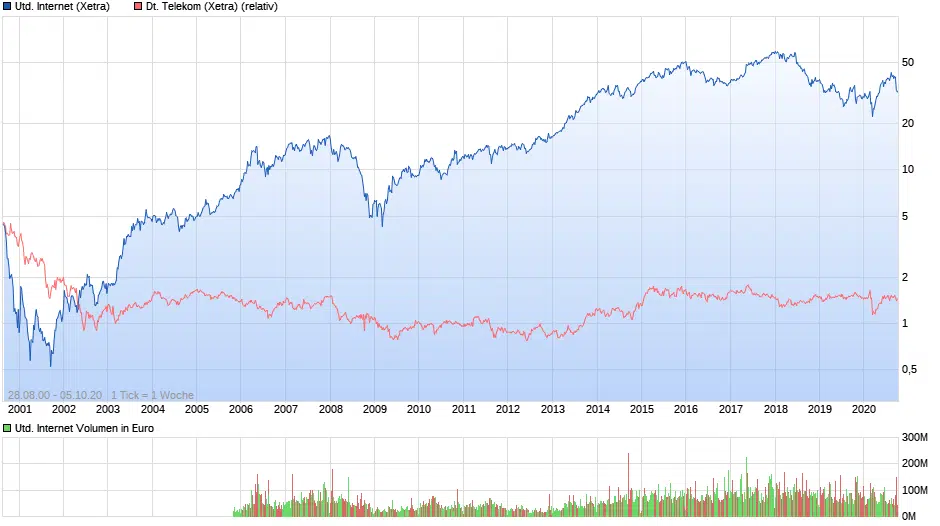 Utd. Internet (Xetra) Dt. Telekom (Xetra) (relativ)
50
20
10
5
2
1
0,5
28.08.00 - 05.10.20 1 Tick = 1 Woche
2001 2002 2003 2004 2005 2006 2007 2008 2009 2010 2011 2012 2013 2014 2015 2016 2017 2018 2019 2020
Utd. Internet Volumen in Euro
300M
200M
100M
0M